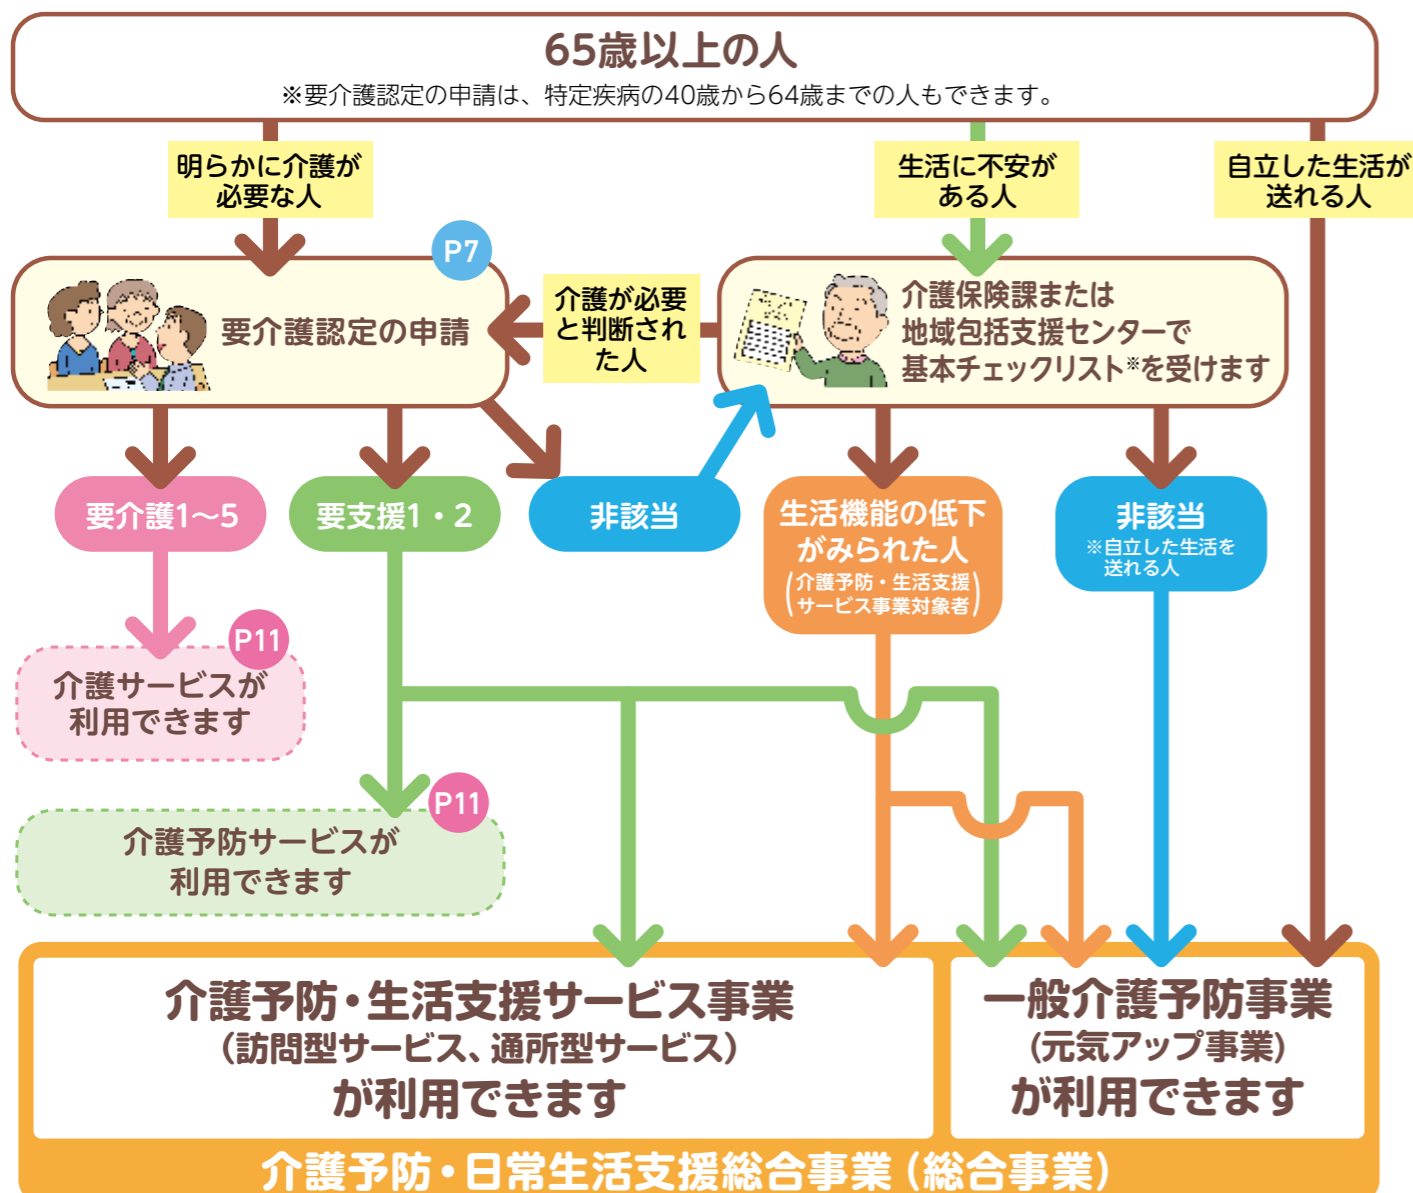 65歳以上の人
※要介護認定の申請は、特定疾病の40歳から64歳までの人もできます。
明らかに介護が
必要な人
生活に不安が
ある人
自立した生活が
送れる人
P7
要介護認定の申請
介護が必要
と判断され
た人
介護保険課または
地域包括支援センターで
基本チェックリスト※を受けます
要介護1〜5
要支援1・2
非該当
生活機能の低下
がみられた人
(介護予防・生活支援
サービス事業対象者)
非該当
※自立した生活を
送れる人
P11
介護サービスが
利用できます
P11
介護予防サービスが
利用できます
介護予防・生活支援サービス事業
（訪問型サービス、通所型サービス）
が利用できます
一般介護予防事業
(元気アップ事業)
が利用できます
介護予防・日常生活支援総合事業（総合事業）